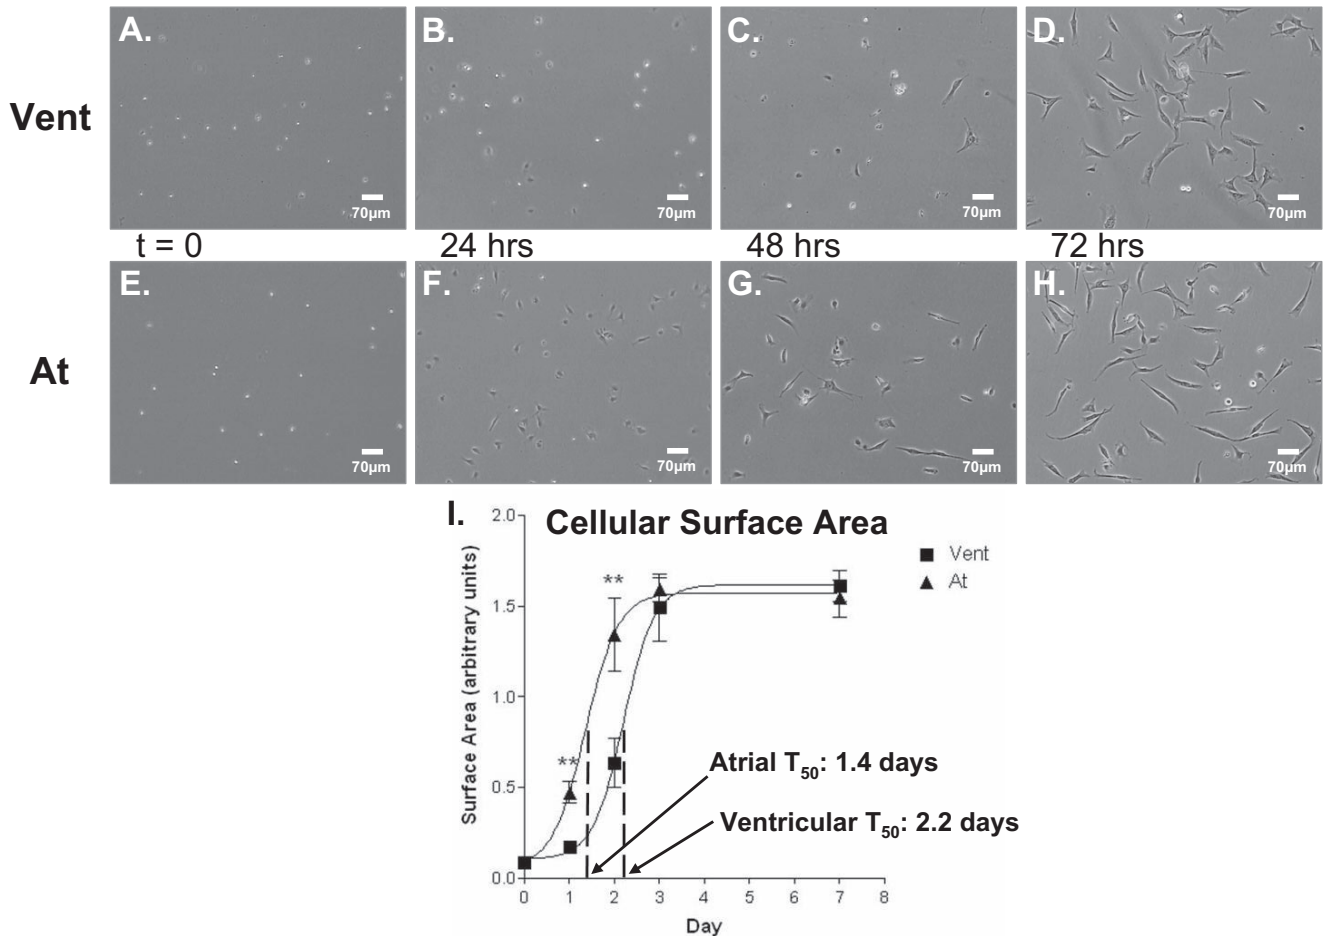 A. B. C. D.
Vent
70µm 70µm 70µm 70µm
t = 0 24 hrs 48 hrs 72 hrs
E. F. G. H.
At
70µm 70µm 70µm 70µm
I. Cellular Surface Area
2.0
1.5
1.0
0.5
0.0
Surface Area (arbitrary units)
Vent
At
**
**
Atrial T50: 1.4 days
Ventricular T50: 2.2 days
0 1 2 3 4 5 6 7 8
Day